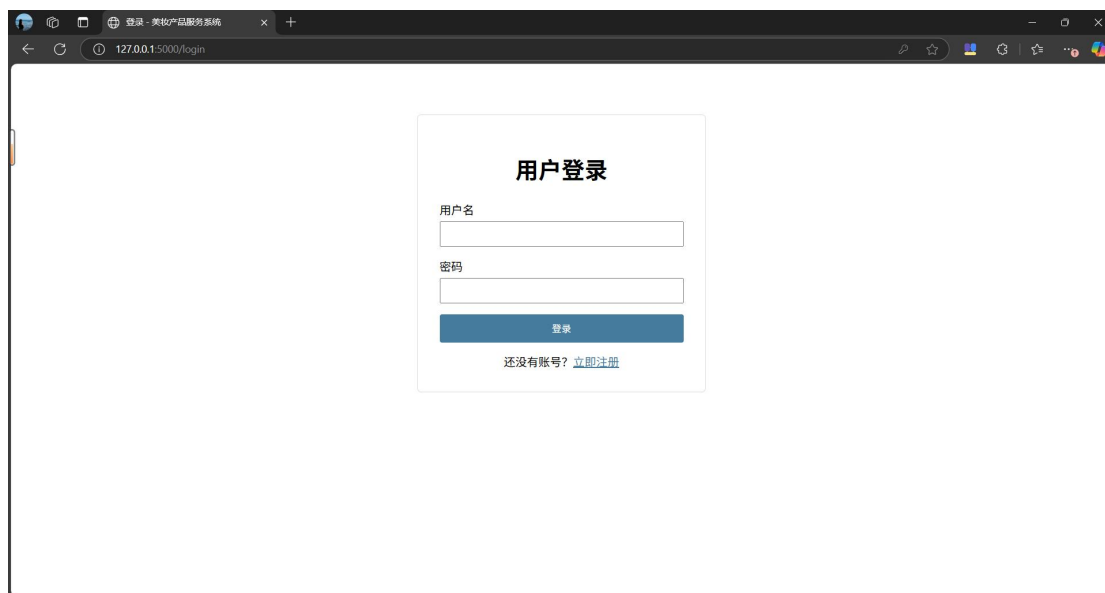 登录 - 美妆产品服务系统
127.0.0.1:5000/login
用户登录
用户名
密码
登录
还没有账号？立即注册